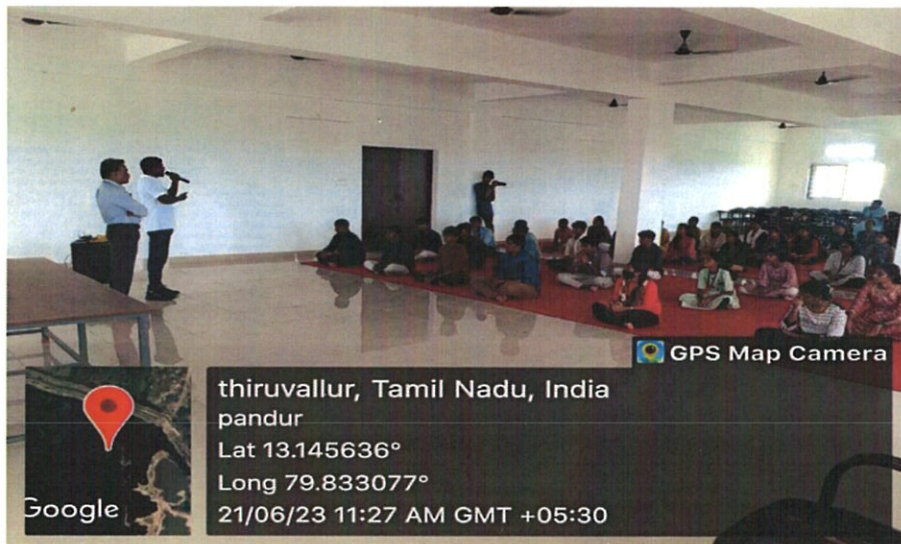 GPS Map Camera
thiruvallur, Tamil Nadu, India
pandur
Lat 13.145636°
Long 79.833077°
21/06/23 11:27 AM GMT +05:30
Google